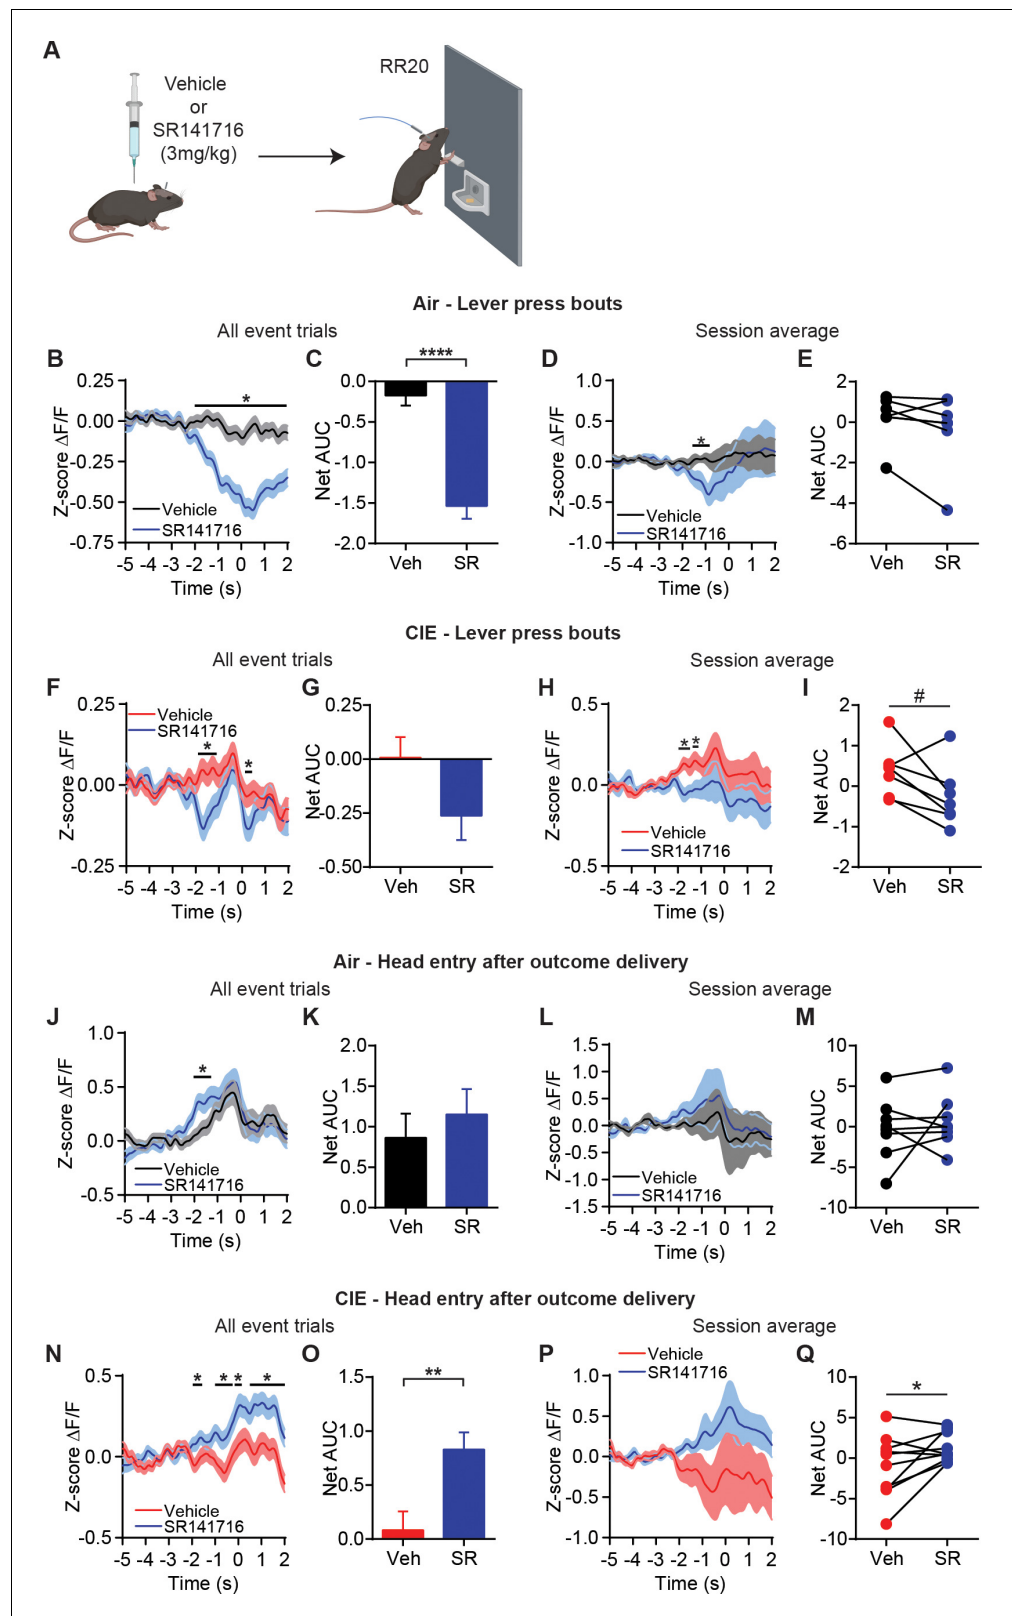 A
Vehicle
or
SR141716
(3mg/kg)
RR20
Air - Lever press bouts
All event trials
Session average
B
Z-score ΔF/F
0.25
0.00
-0.25
-0.50
-0.75
*
Vehicle
SR141716
-5 -4 -3 -2 -1 0 1 2
Time (s)
C
Net AUC
0.0
-0.5
-1.0
-1.5
-2.0
****
Veh SR
D
Z-score ΔF/F
1.0
0.5
0.0
-0.5
-1.0
*
Vehicle
SR141716
-5 -4 -3 -2 -1 0 1 2
Time (s)
E
Net AUC
2
0
-2
-4
-6
Veh SR
CIE - Lever press bouts
All event trials
Session average
F
Z-score ΔF/F
0.25
0.00
-0.25
Vehicle
SR141716
*
*
-5 -4 -3 -2 -1 0 1 2
Time (s)
G
Net AUC
0.25
0.00
-0.25
-0.50
Veh SR
H
Z-score ΔF/F
0.5
0.0
-0.5
* *
Vehicle
SR141716
-5 -4 -3 -2 -1 0 1 2
Time (s)
I
Net AUC
2
1
0
-1
-2
#
Veh SR
Air - Head entry after outcome delivery
All event trials
Session average
J
Z-score ΔF/F
1.0
0.5
0.0
-0.5
*
Vehicle
SR141716
-5 -4 -3 -2 -1 0 1 2
Time (s)
K
Net AUC
2.0
1.5
1.0
0.5
0.0
Veh SR
L
Z-score ΔF/F
1.5
1.0
0.5
0.0
-0.5
-1.0
-1.5
Vehicle
SR141716
-5 -4 -3 -2 -1 0 1 2
Time (s)
M
Net AUC
10
5
0
-5
-10
Veh SR
CIE - Head entry after outcome delivery
All event trials
Session average
N
Z-score ΔF/F
0.5
0.0
-0.5
* * * *
Vehicle
SR141716
-5 -4 -3 -2 -1 0 1 2
Time (s)
O
Net AUC
1.5
1.0
0.5
0.0
**
Veh SR
P
Z-score ΔF/F
Vehicle
SR141716
1.0
0.5
0.0
-0.5
-1.0
-5 -4 -3 -2 -1 0 1 2
Time (s)
Q
Net AUC
10
5
0
-5
-10
*
Veh SR